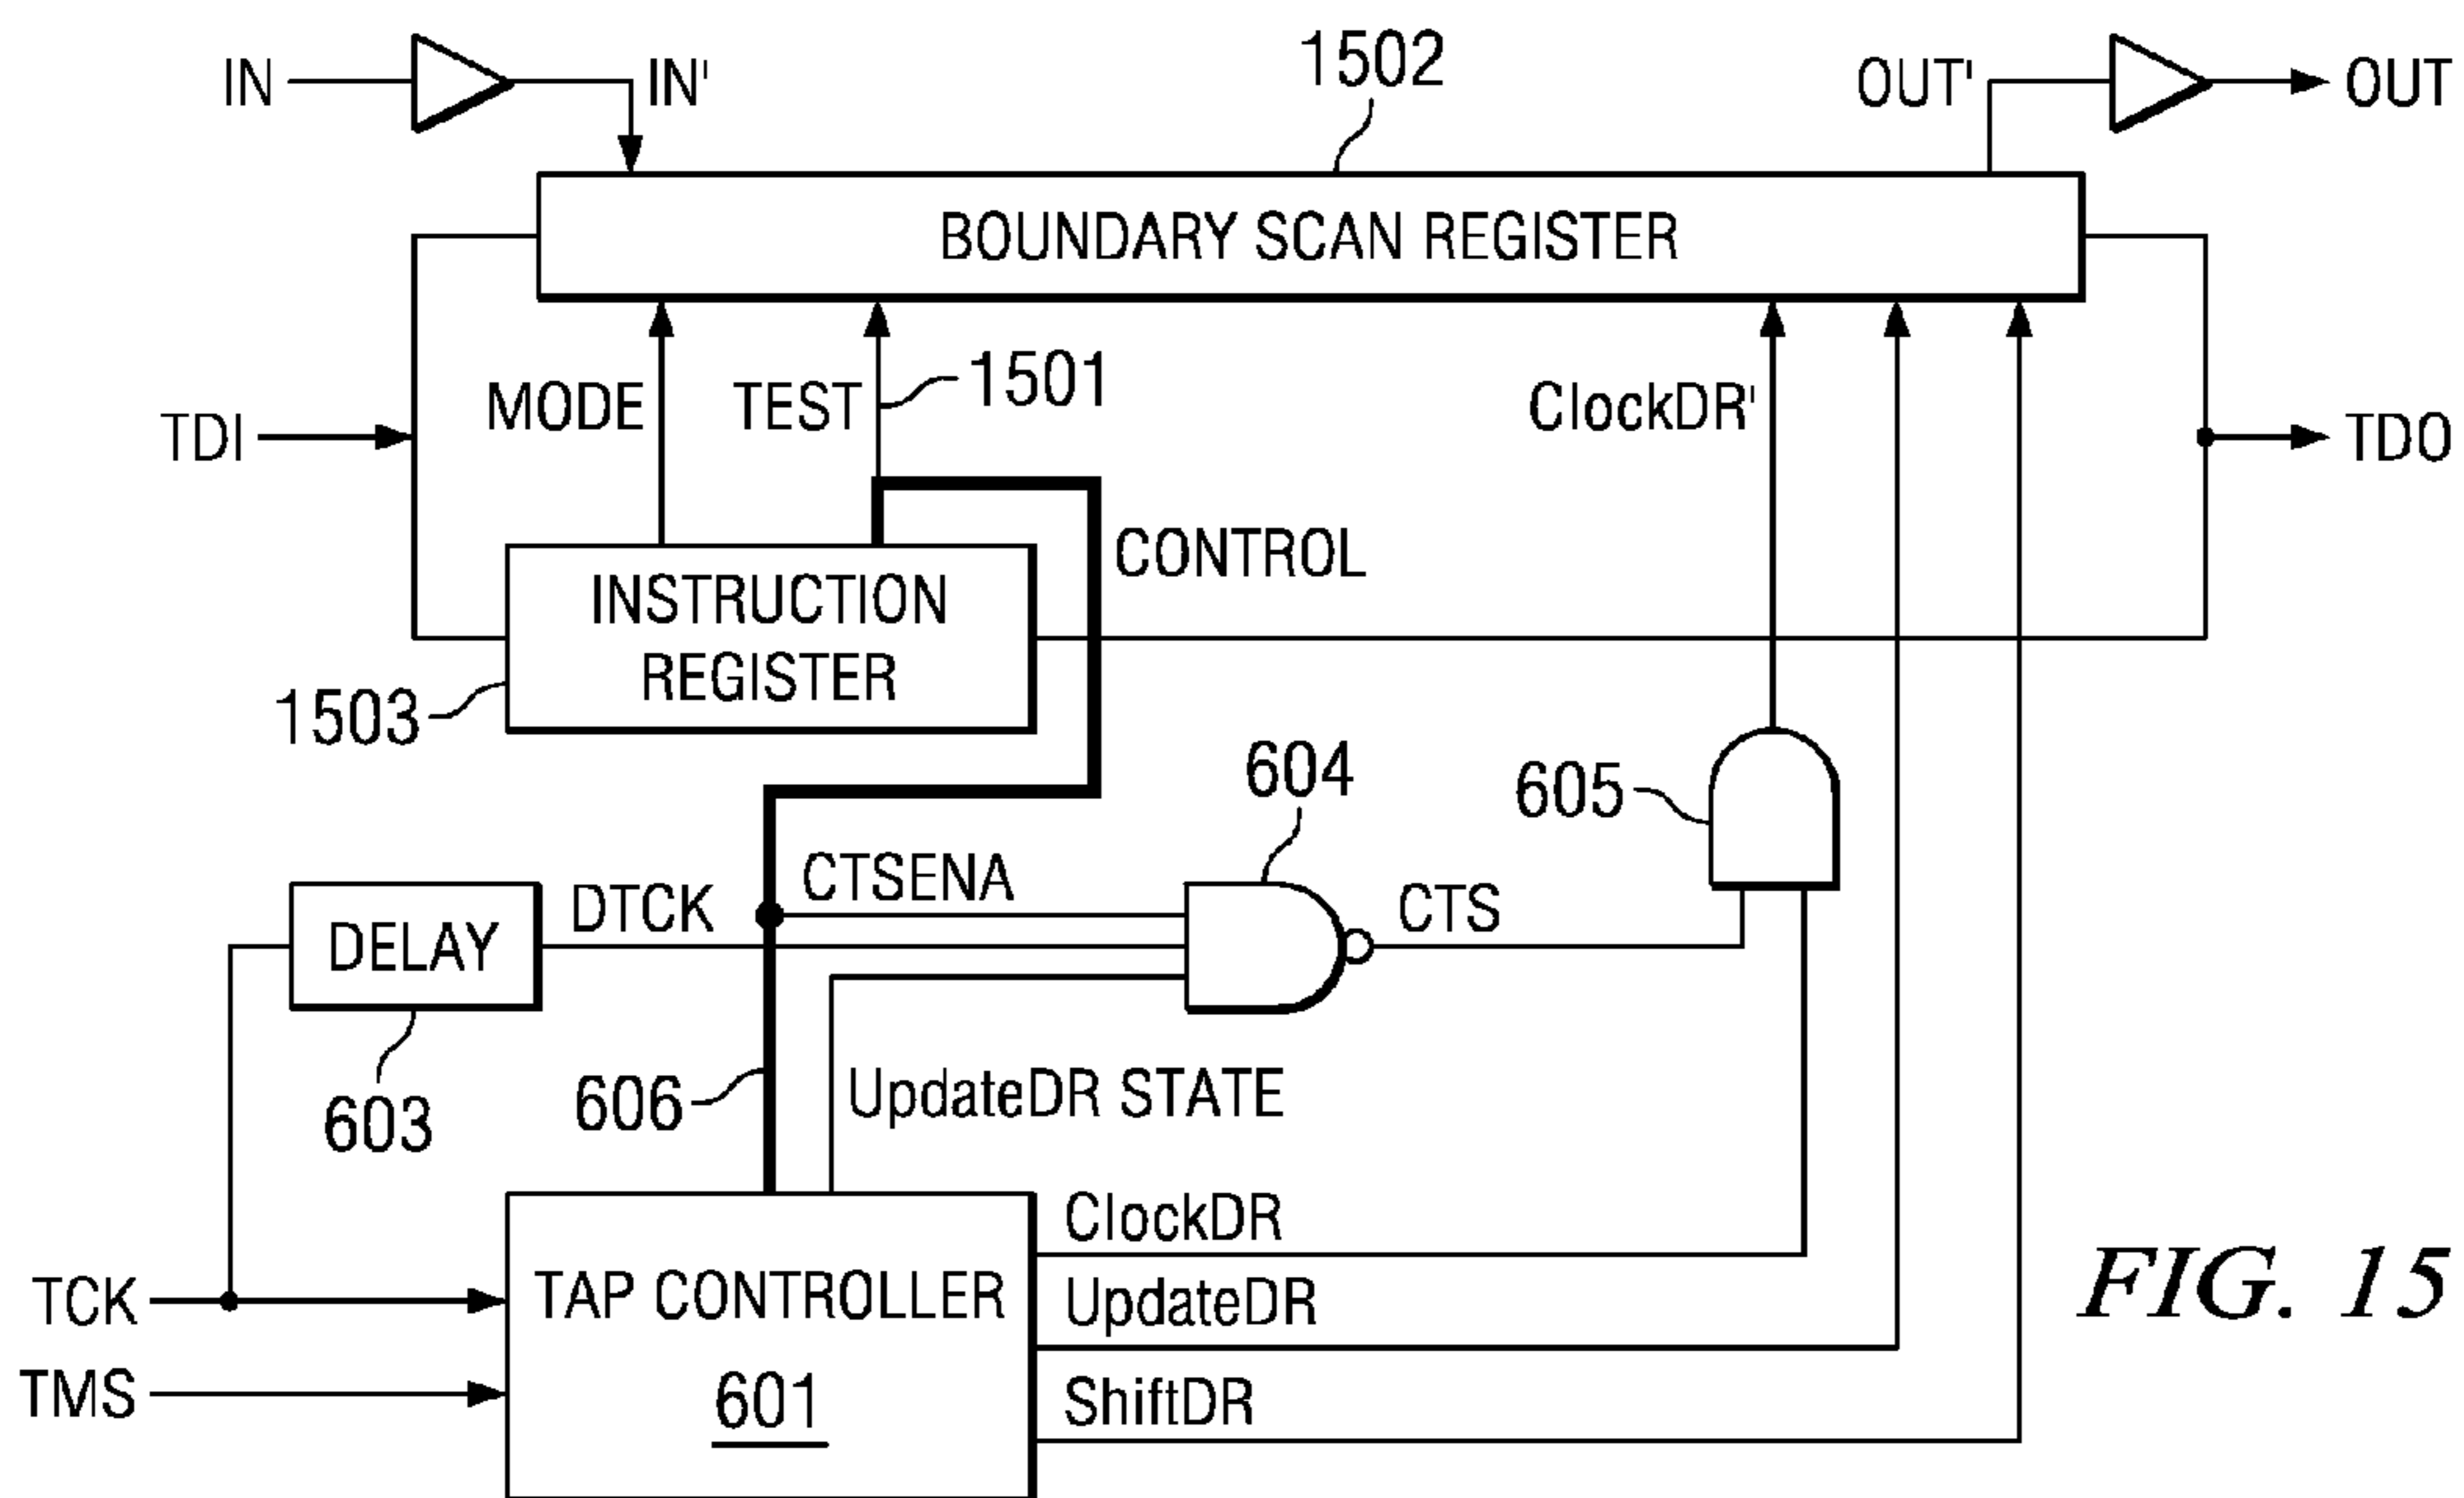 1502
IN
IN'
OUT'
OUT
BOUNDARY SCAN REGISTER
TDI
MODE
TEST
1501
ClockDR'
TDO
CONTROL
INSTRUCTION
REGISTER
1503
604
605
DELAY
DTCK
CTSENA
CTS
603
606
UpdateDR STATE
TCK
TMS
TAP CONTROLLER
601
ClockDR
UpdateDR
ShiftDR
FIG. 15